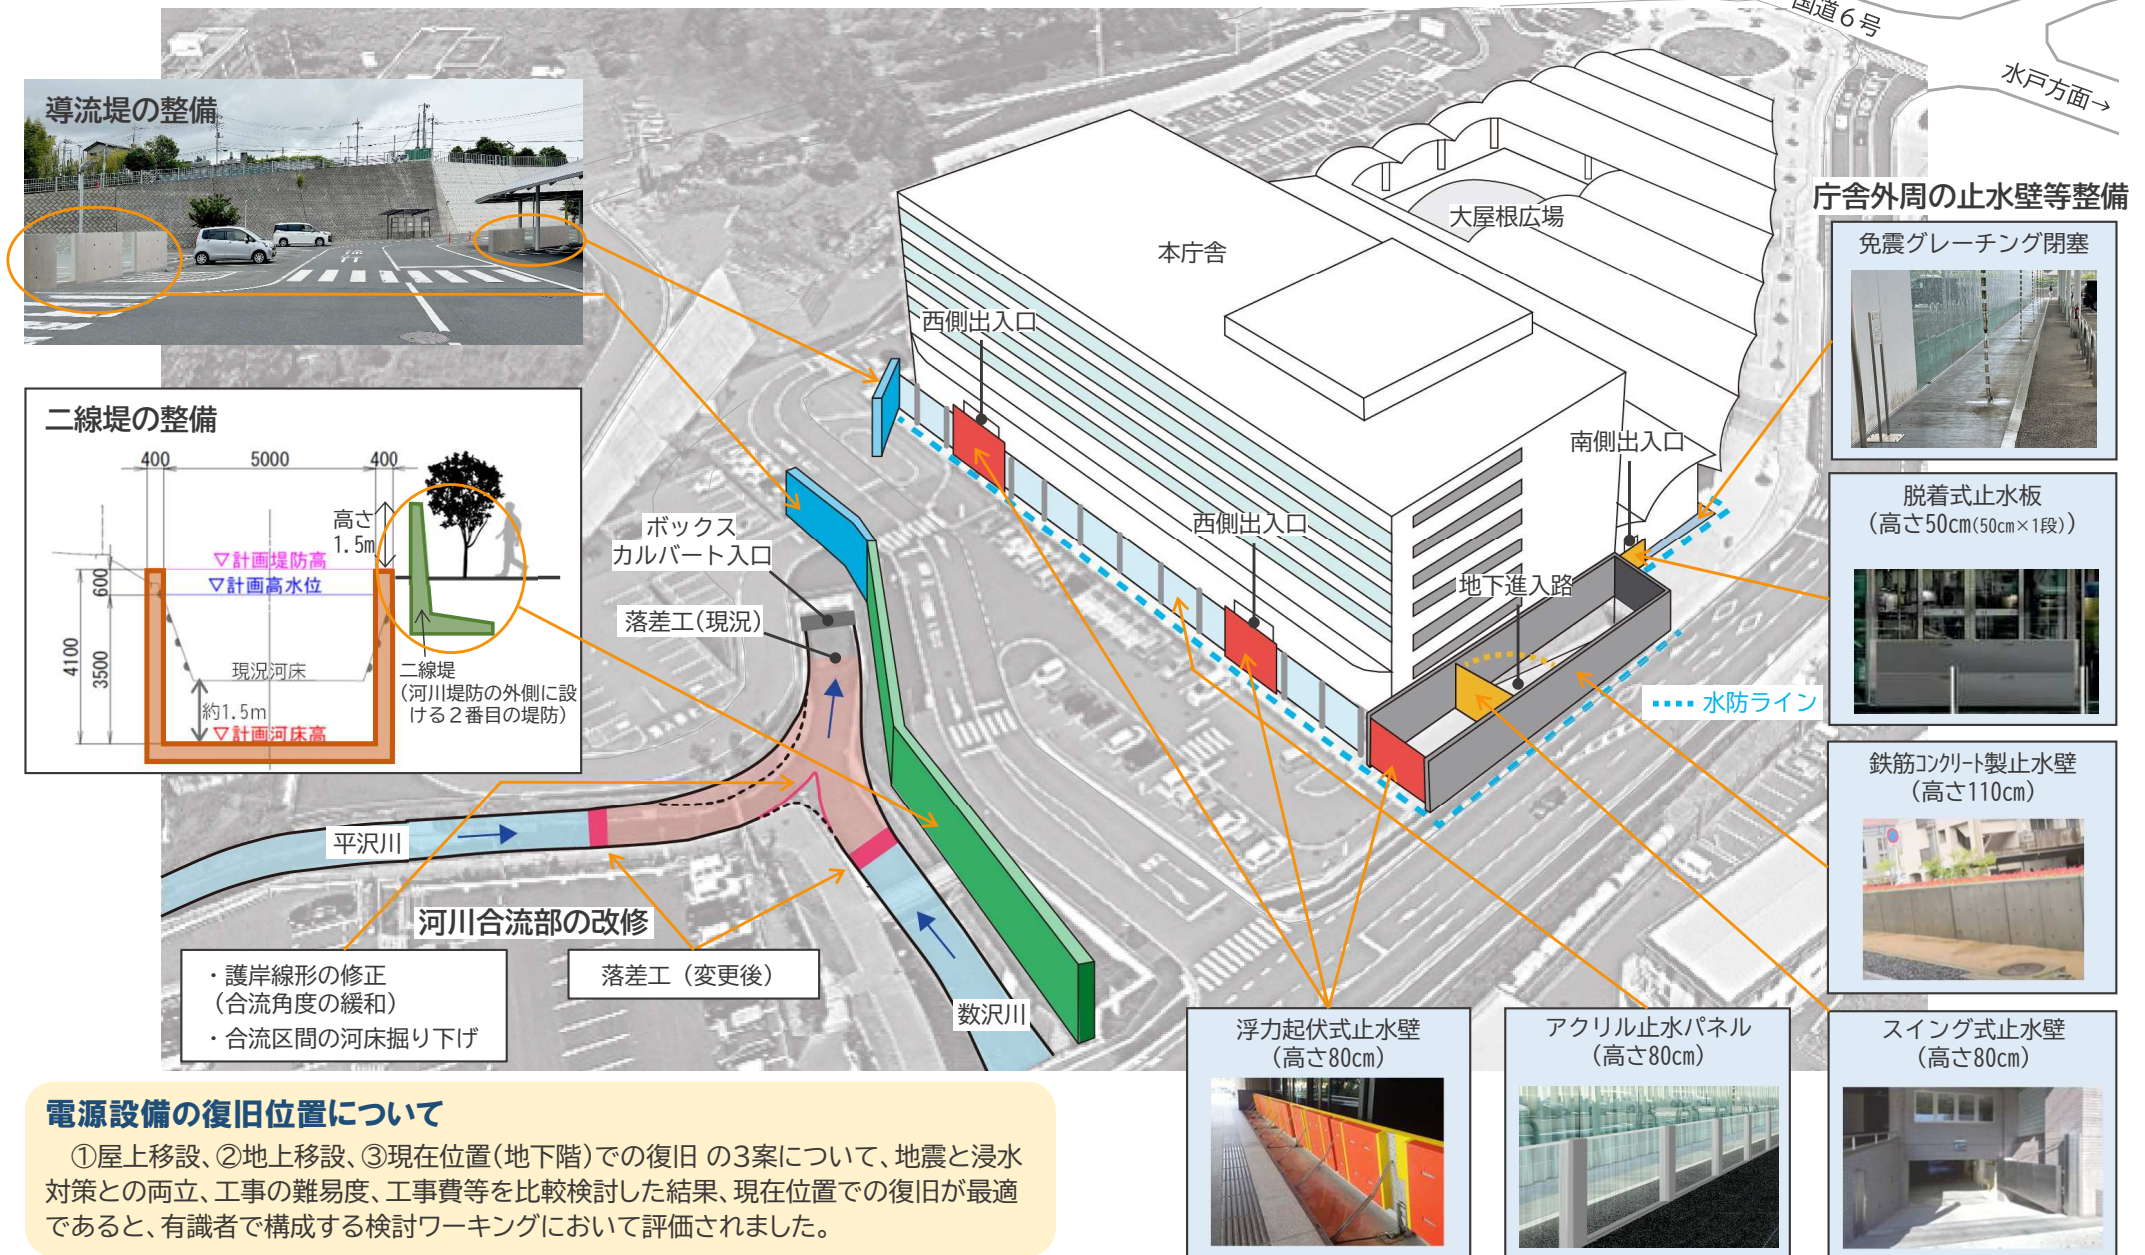 国道6号
水戸方面→
導流堤の整備
二線堤の整備
400
5000
400
高さ
1.5m
▽計画堤防高
▽計画高水位
600
4100
3500
現況河床
約1.5m
▽計画河床高
二線堤
(河川堤防の外側に設
ける2番目の堤防)
本庁舎
大屋根広場
西側出入口
西側出入口
南側出入口
地下進入路
水防ライン
ボックス
カルバート入口
落差工(現況)
平沢川
数沢川
河川合流部の改修
・護岸線形の修正
(合流角度の緩和)
・合流区間の河床掘り下げ
落差工（変更後）
庁舎外周の止水壁等整備
免震グレーチング閉塞
脱着式止水板
(高さ50cm(50cm×1段))
鉄筋コンクリート製止水壁
(高さ110cm)
浮力起伏式止水壁
(高さ80cm)
アクリル止水パネル
(高さ80cm)
スイング式止水壁
(高さ80cm)
電源設備の復旧位置について
①屋上移設、②地上移設、③現在位置(地下階)での復旧 の3案について、地震と浸水
対策との両立、工事の難易度、工事費等を比較検討した結果、現在位置での復旧が最適
であると、有識者で構成する検討ワーキングにおいて評価されました。